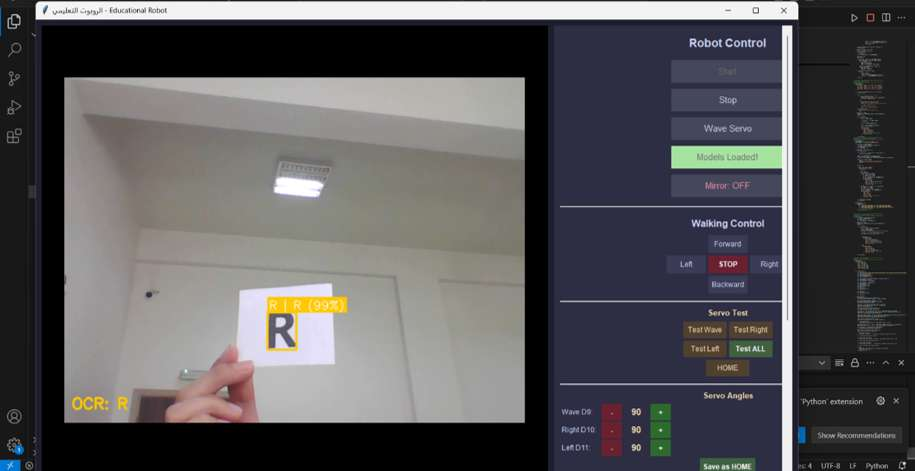 الروبوت التعليمي - Educational Robot
Robot Control
Start
Stop
Wave Servo
Models Loaded!
Mirror: OFF
Walking Control
Forward
Left STOP Right
Backward
Servo Test
Test Wave Test Right
Test Left Test ALL
HOME
Servo Angles
Wave D9: - 90 +
Right D10: - 90 +
Left D11: - 90 +
Save as HOME
R | R (99%)
R
OCR: R
'Python' extension
Show Recommendations
UTF-8 LF Python